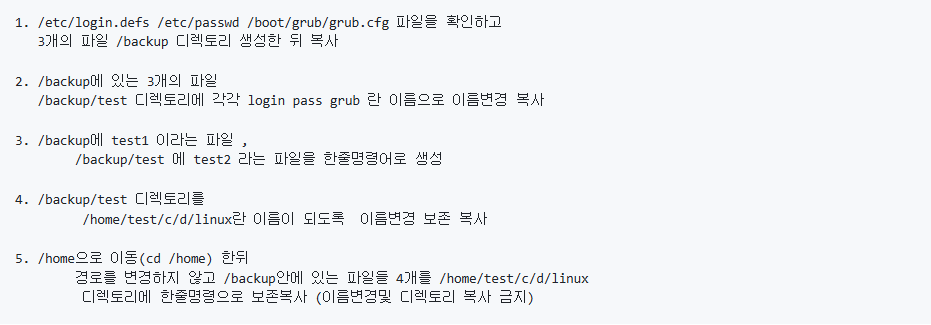 1. /etc/login.defs /etc/passwd /boot/grub/grub.cfg 파일을 확인하고
3개의 파일 /backup 디렉토리 생성한 뒤 복사
2. /backup에 있는 3개의 파일
/backup/test 디렉토리에 각각 login pass grub 란 이름으로 이름변경 복사
3. /backup에 test1 이라는 파일 ,
/backup/test 에 test2 라는 파일을 한줄명령어로 생성
4. /backup/test 디렉토리를
/home/test/c/d/linux란 이름이 되도록 이름변경 보존 복사
5. /home으로 이동(cd /home) 한뒤
경로를 변경하지 않고 /backup안에 있는 파일들 4개를 /home/test/c/d/linux
디렉토리에 한줄명령으로 보존복사 (이름변경및 디렉토리 복사 금지)